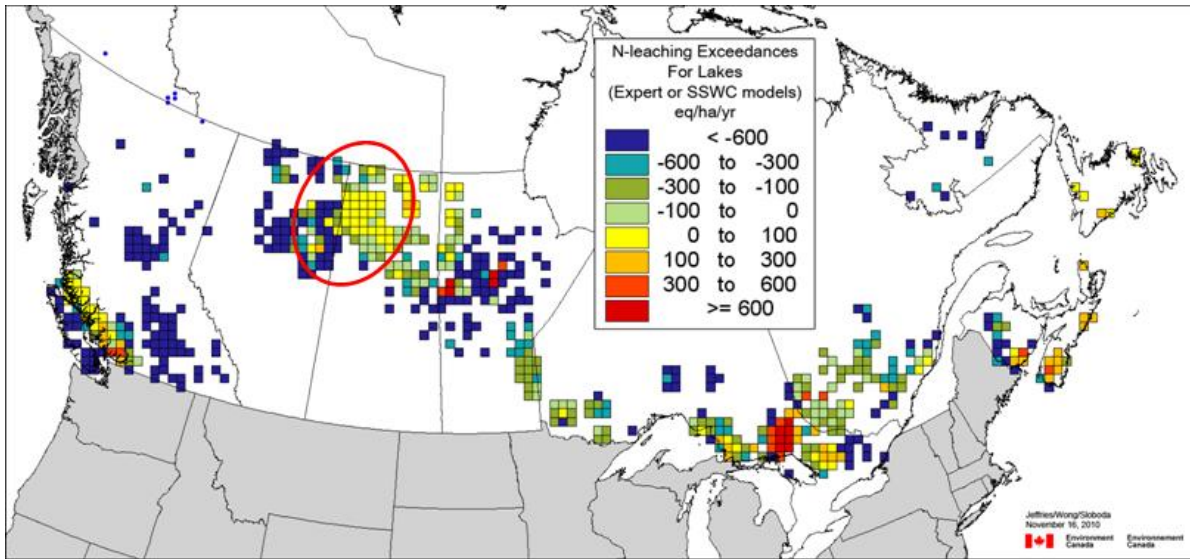 N-leaching Exceedances
For Lakes
(Expert or SSWC models)
eq/ha/yr
< -600
-600 to -300
-300 to -100
-100 to 0
0 to 100
100 to 300
300 to 600
>= 600
Jeffries/Wong/Sloboda
November 16, 2010
Environment Canada
Environnement Canada